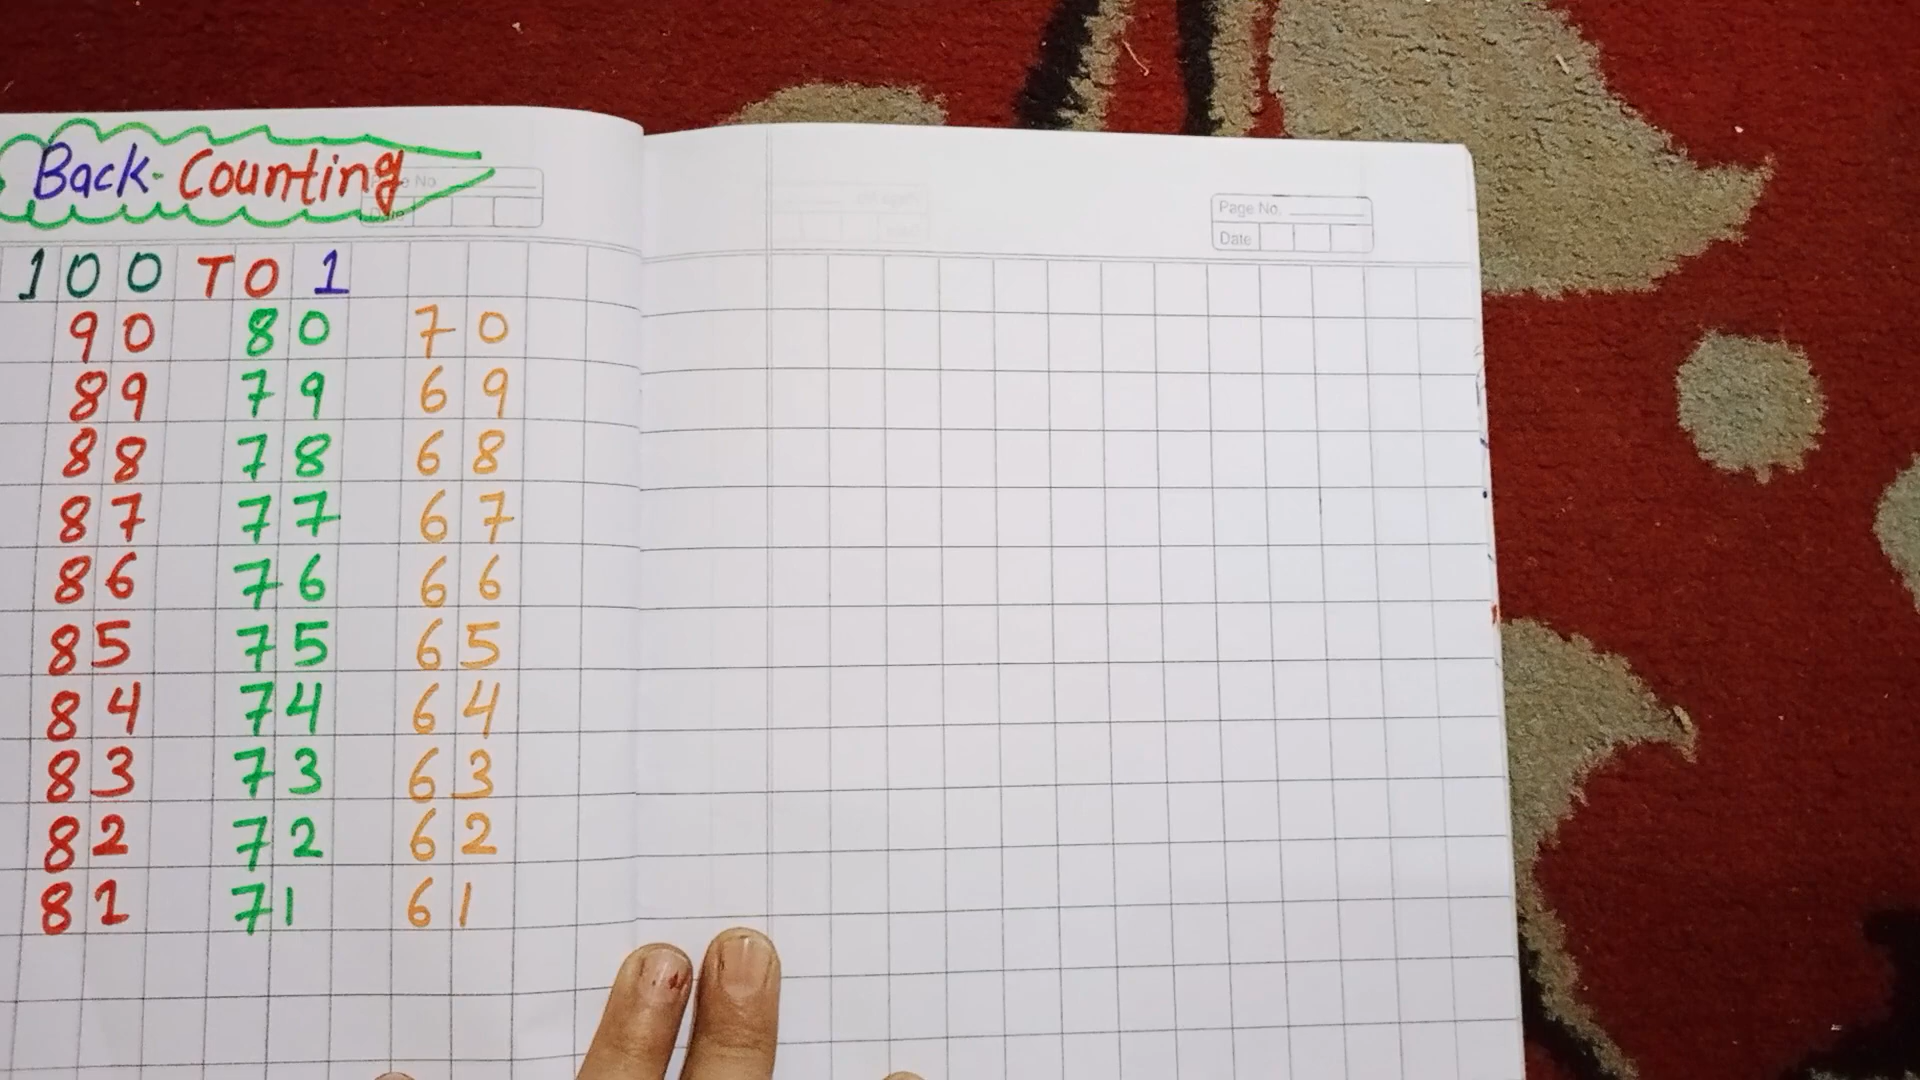 Back-Counting
Page No
Date
100 TO 1
90 80 70
89 79 69
88 78 68
87 77 67
86 76 66
85 75 65
84 74 64
83 73 63
82 72 62
81 71 61
Page No.
Date